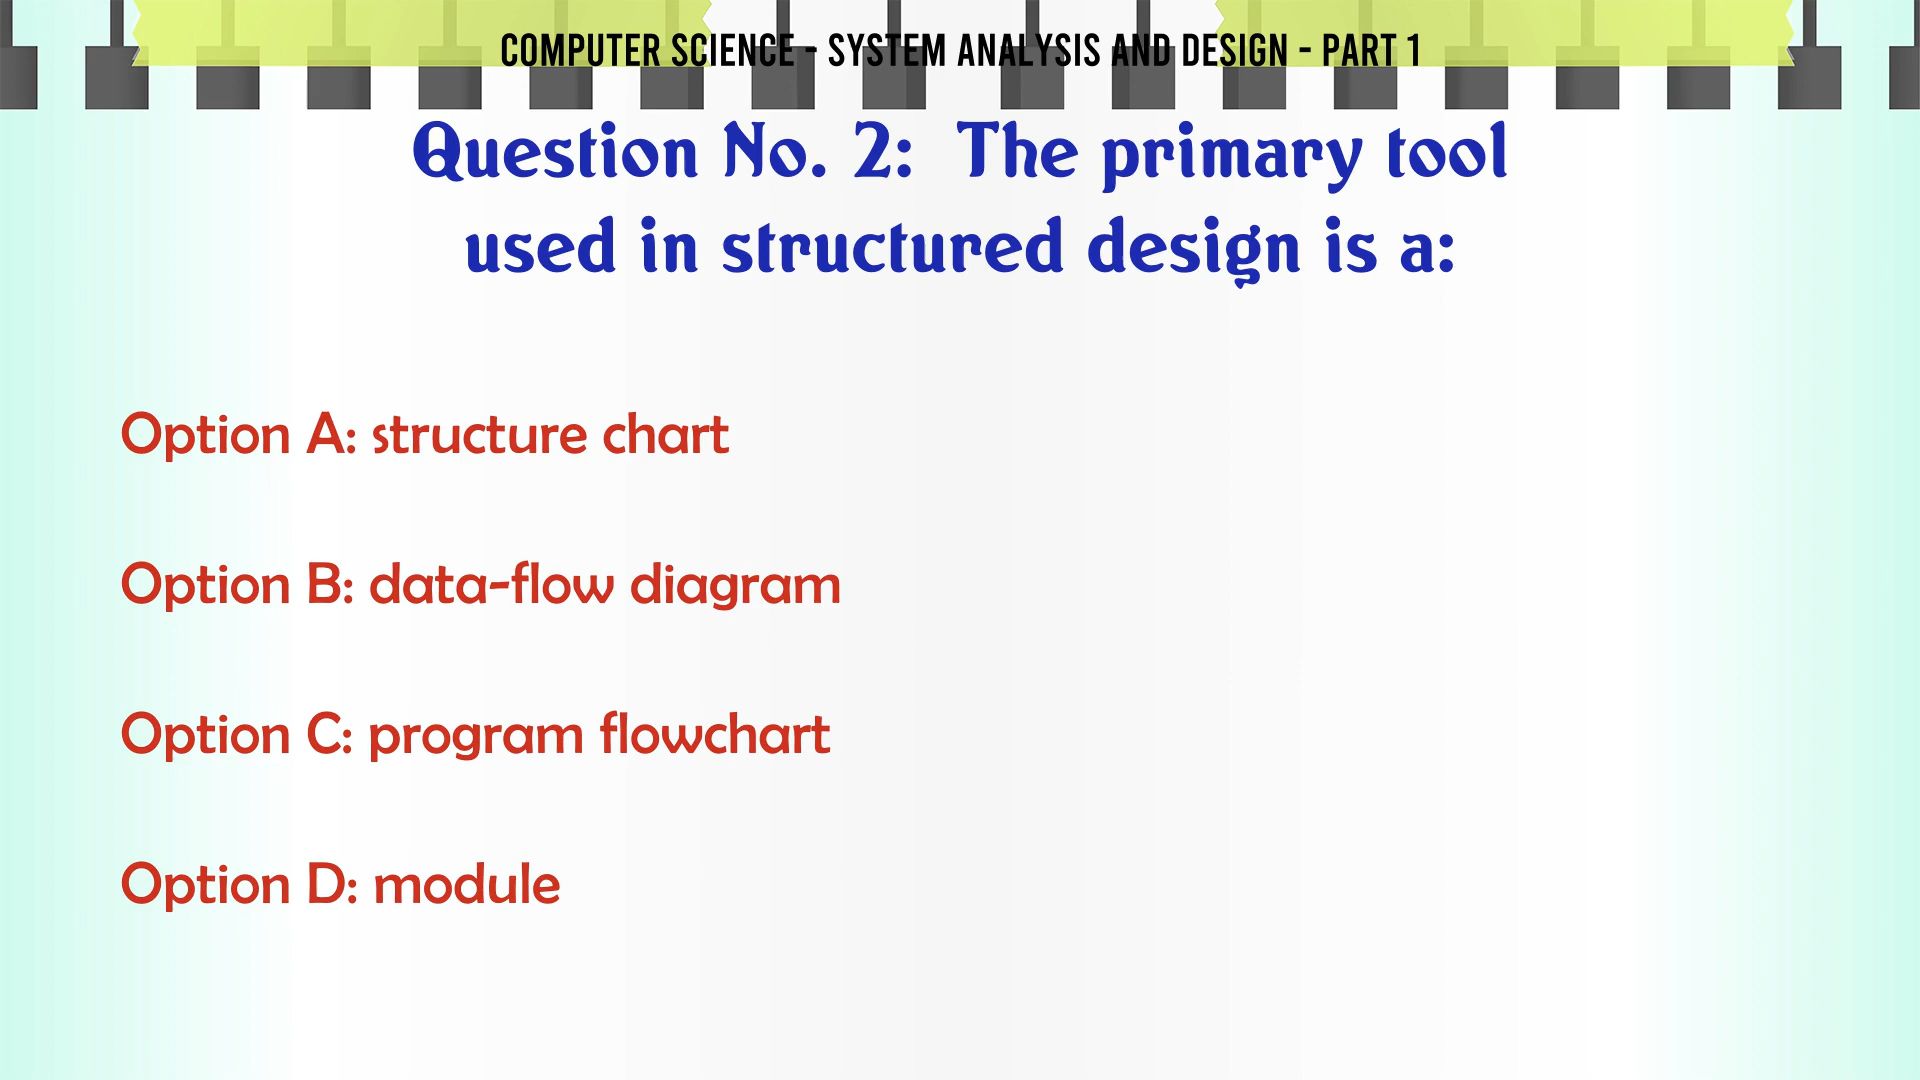 COMPUTER SCIENCE - SYSTEM ANALYSIS AND DESIGN - PART 1
Question No. 2:  The primary tool
used in structured design is a:
Option A: structure chart
Option B: data-flow diagram
Option C: program flowchart
Option D: module